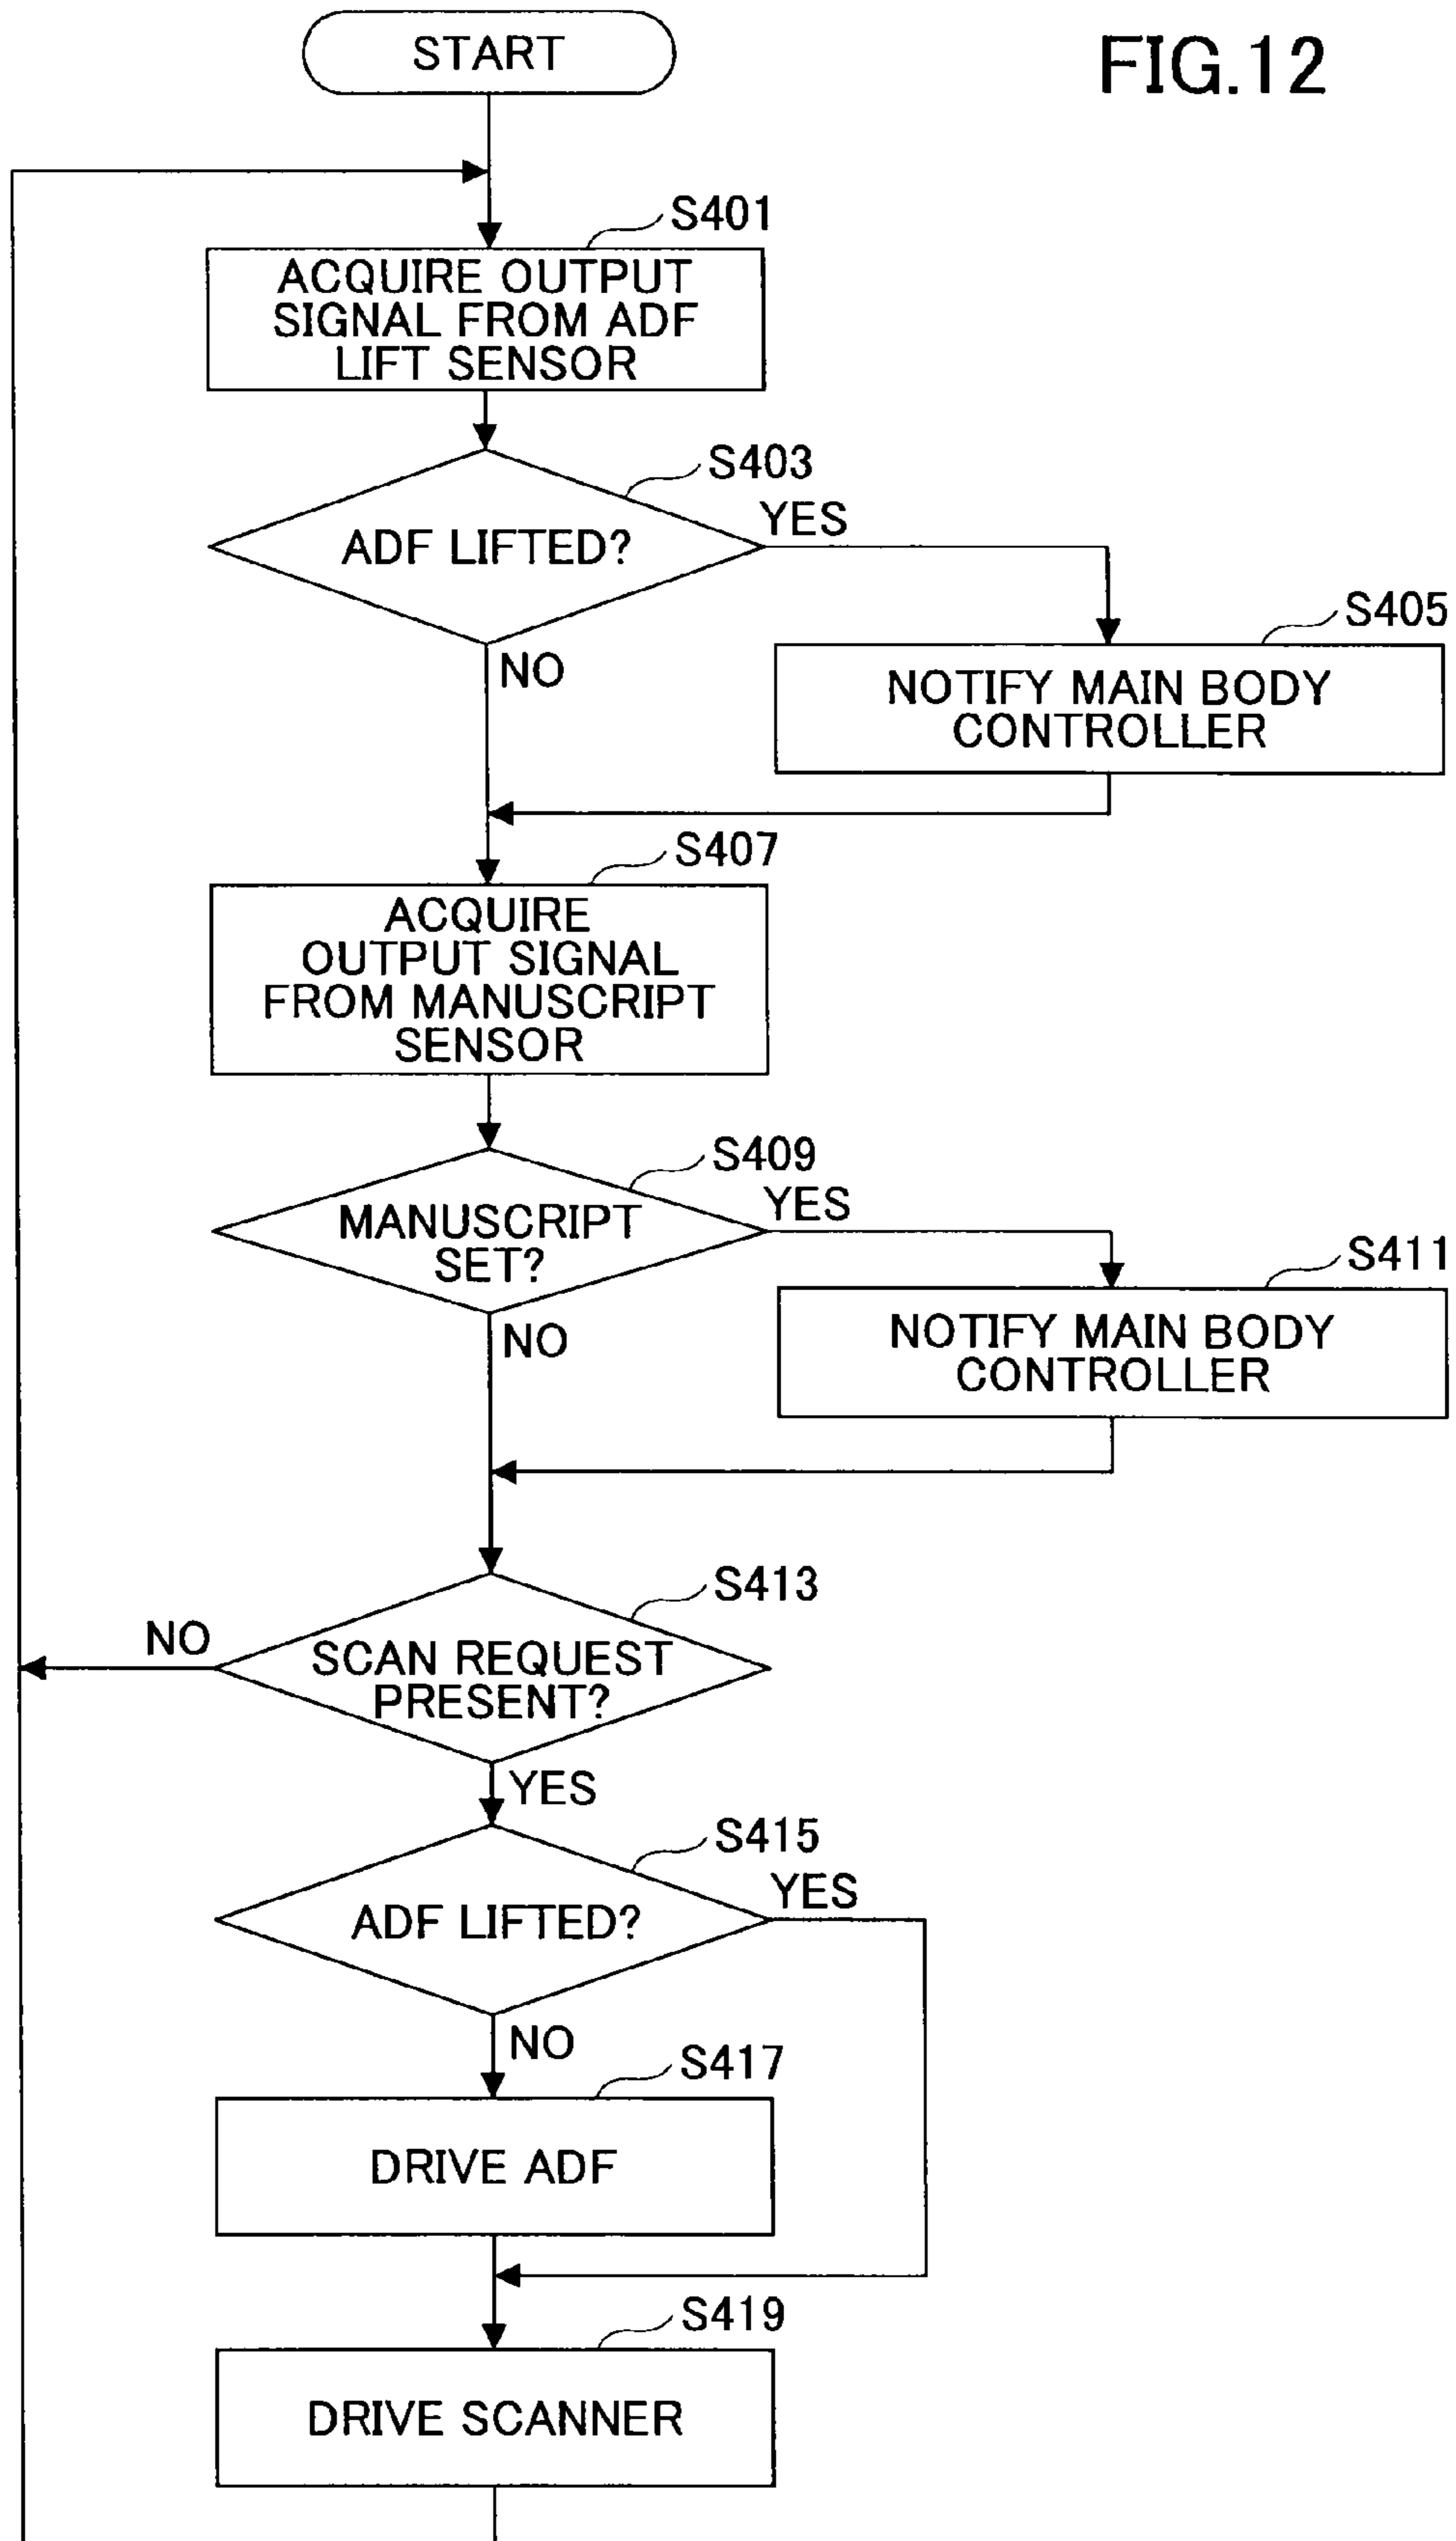 START
FIG.12
S401
ACQUIRE OUTPUT
SIGNAL FROM ADF
LIFT SENSOR
S403
ADF LIFTED?
YES
NO
S405
NOTIFY MAIN BODY
CONTROLLER
S407
ACQUIRE
OUTPUT SIGNAL
FROM MANUSCRIPT
SENSOR
S409
MANUSCRIPT
SET?
YES
NO
S411
NOTIFY MAIN BODY
CONTROLLER
S413
NO
SCAN REQUEST
PRESENT?
YES
S415
ADF LIFTED?
YES
NO
S417
DRIVE ADF
S419
DRIVE SCANNER